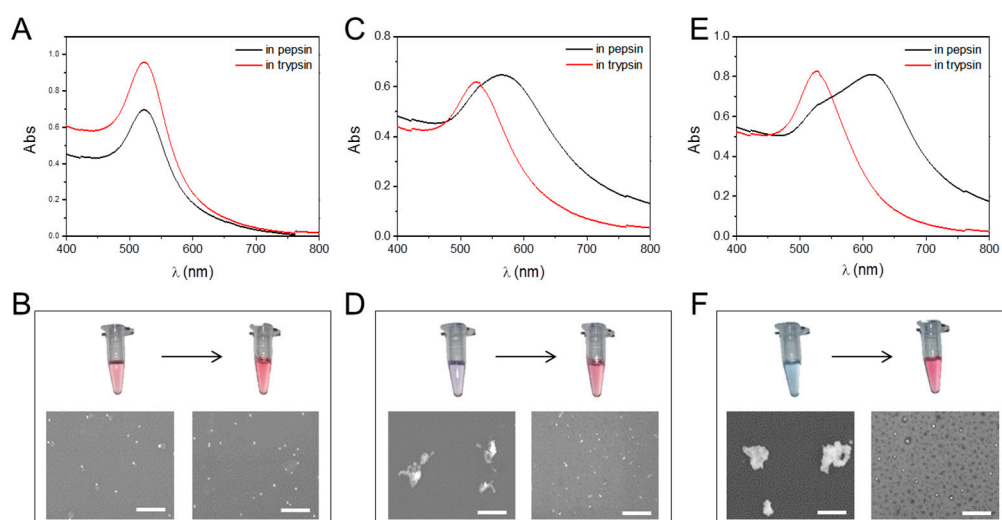 A
in pepsin
in trypsin
Abs
1.0
0.8
0.6
0.4
0.2
0.0
400 500 600 700 800
λ (nm)
C
in pepsin
in trypsin
Abs
0.8
0.6
0.4
0.2
0.0
400 500 600 700 800
λ (nm)
E
in pepsin
in trypsin
Abs
1.0
0.8
0.6
0.4
0.2
0.0
400 500 600 700 800
λ (nm)
B
D
F